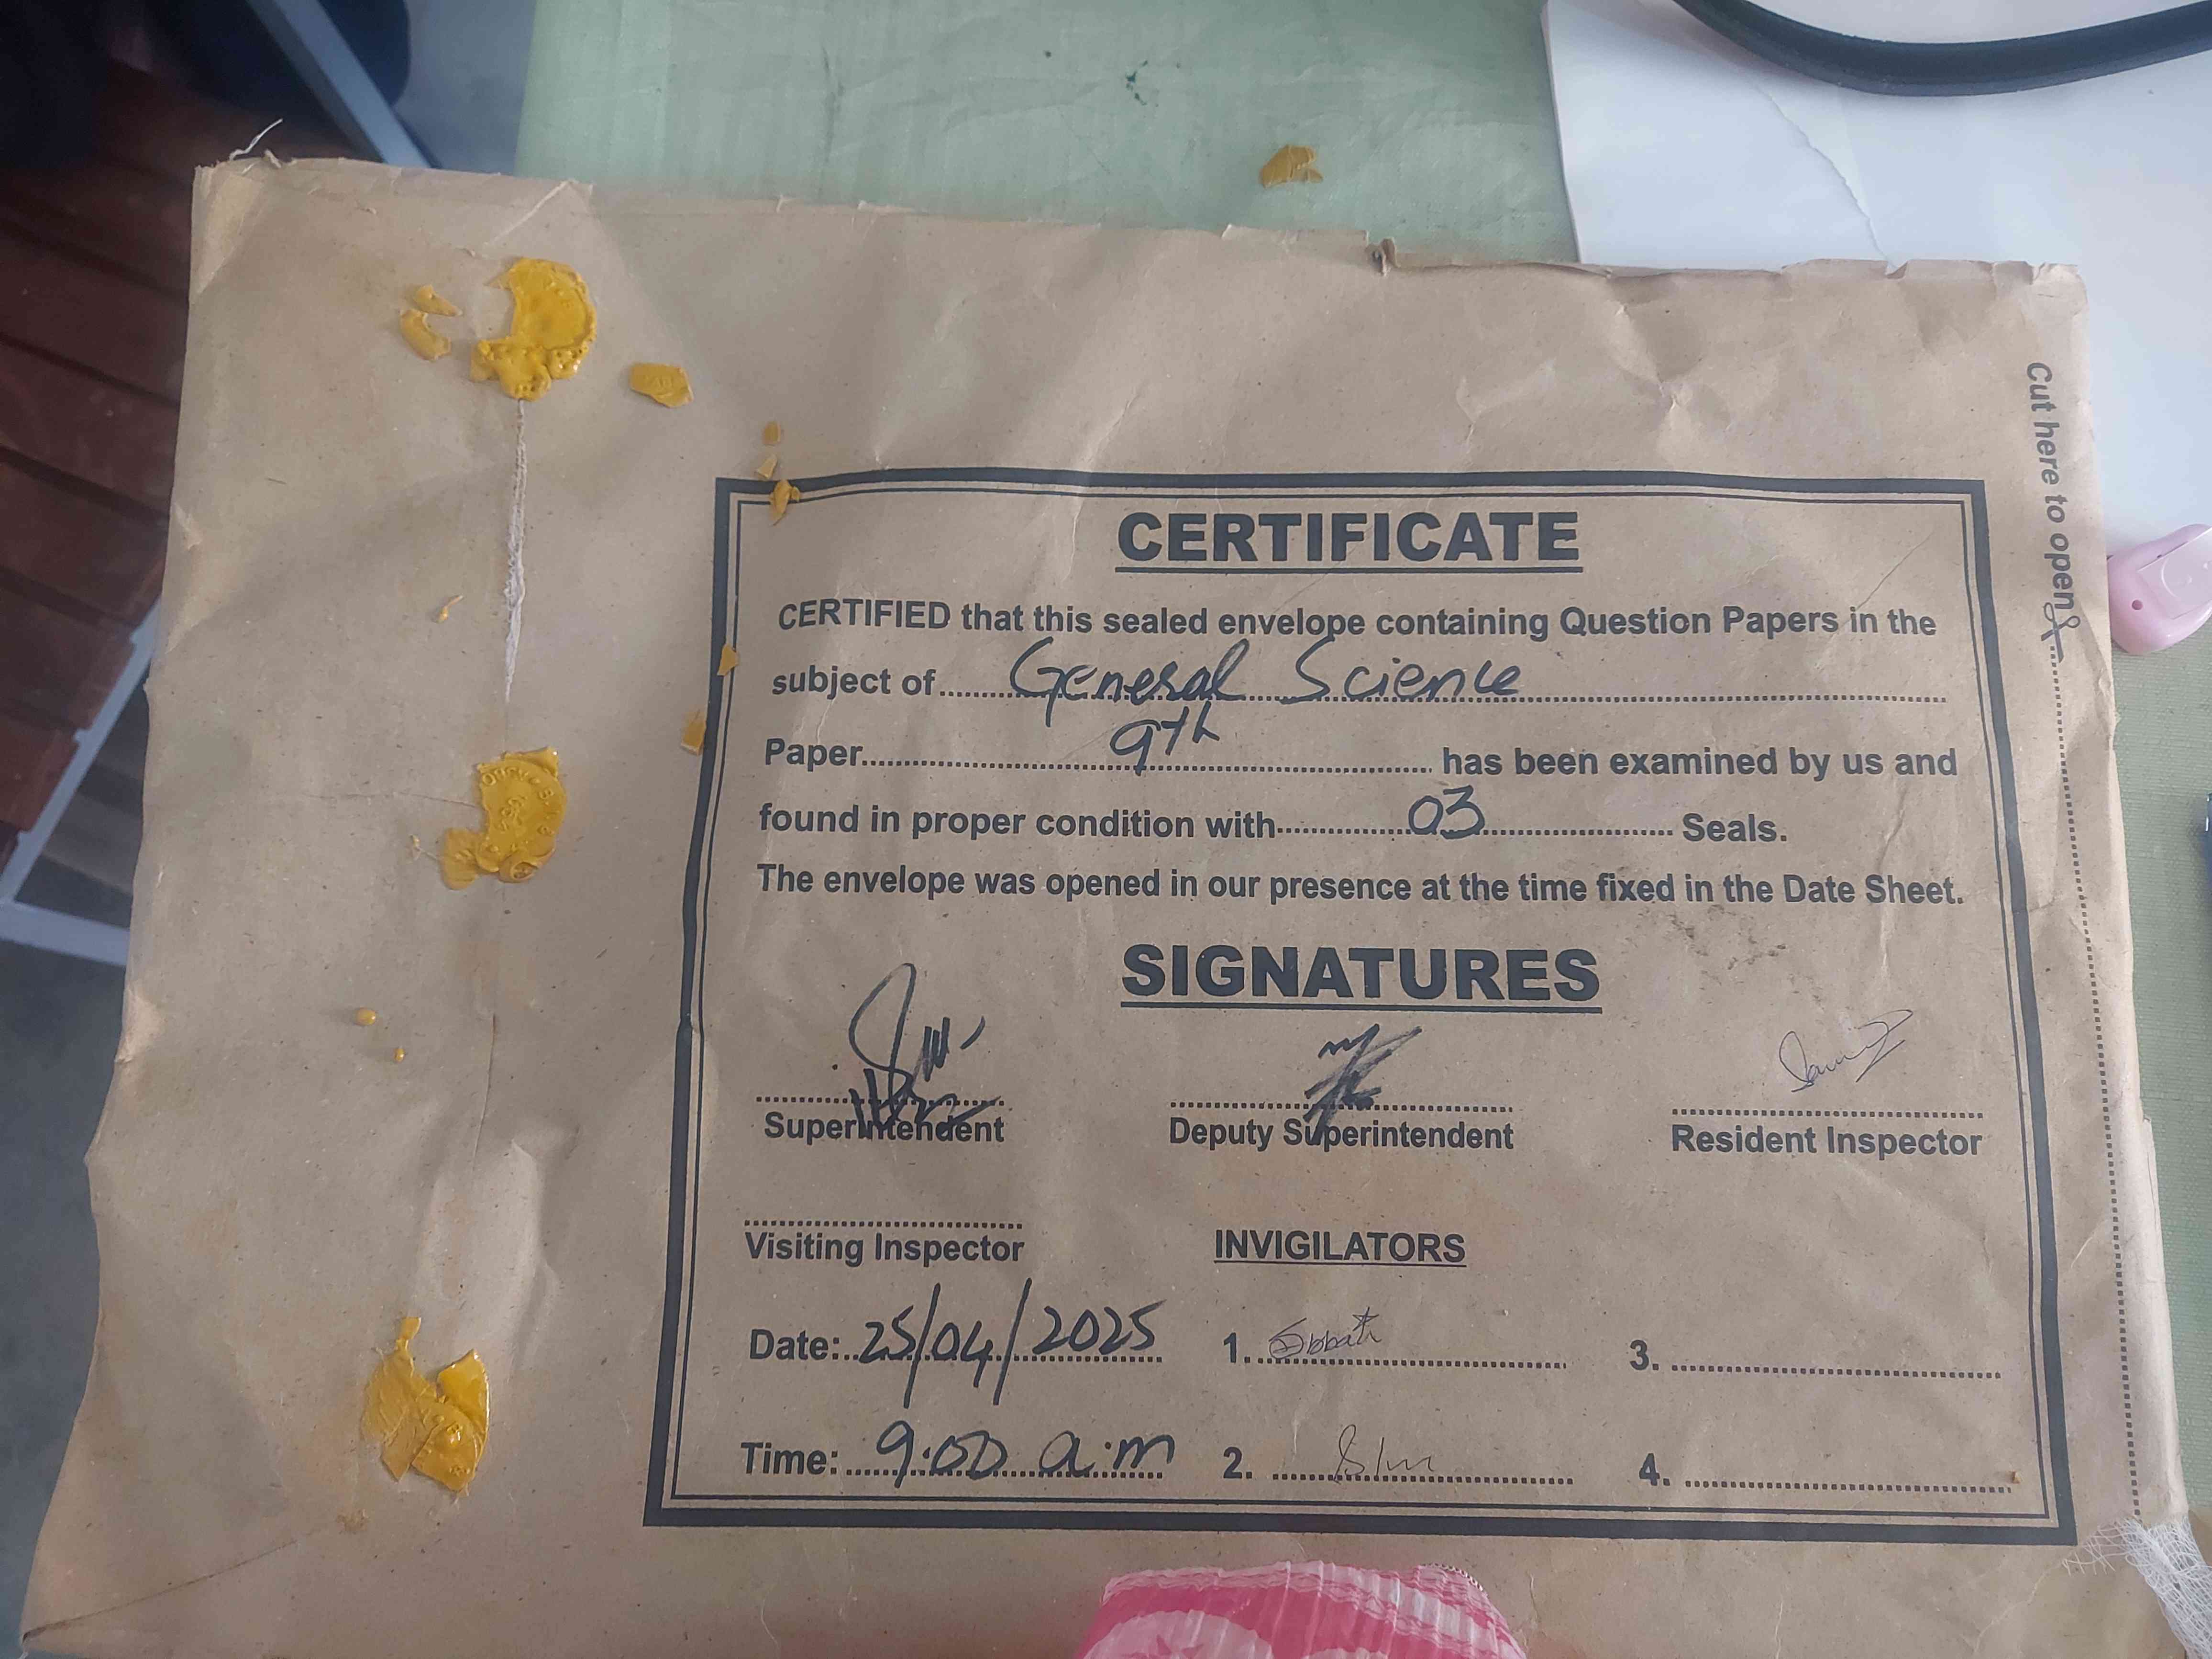 Cut here to open
CERTIFICATE
CERTIFIED that this sealed envelope containing Question Papers in the
subject of General Science
Paper 9th has been examined by us and
found in proper condition with 03 Seals.
The envelope was opened in our presence at the time fixed in the Date Sheet.
SIGNATURES
Superintendent Deputy Superintendent Resident Inspector
Visiting Inspector INVIGILATORS
Date: 25/04/2025 1. 3.
Time: 9:00 a.m 2. 4.